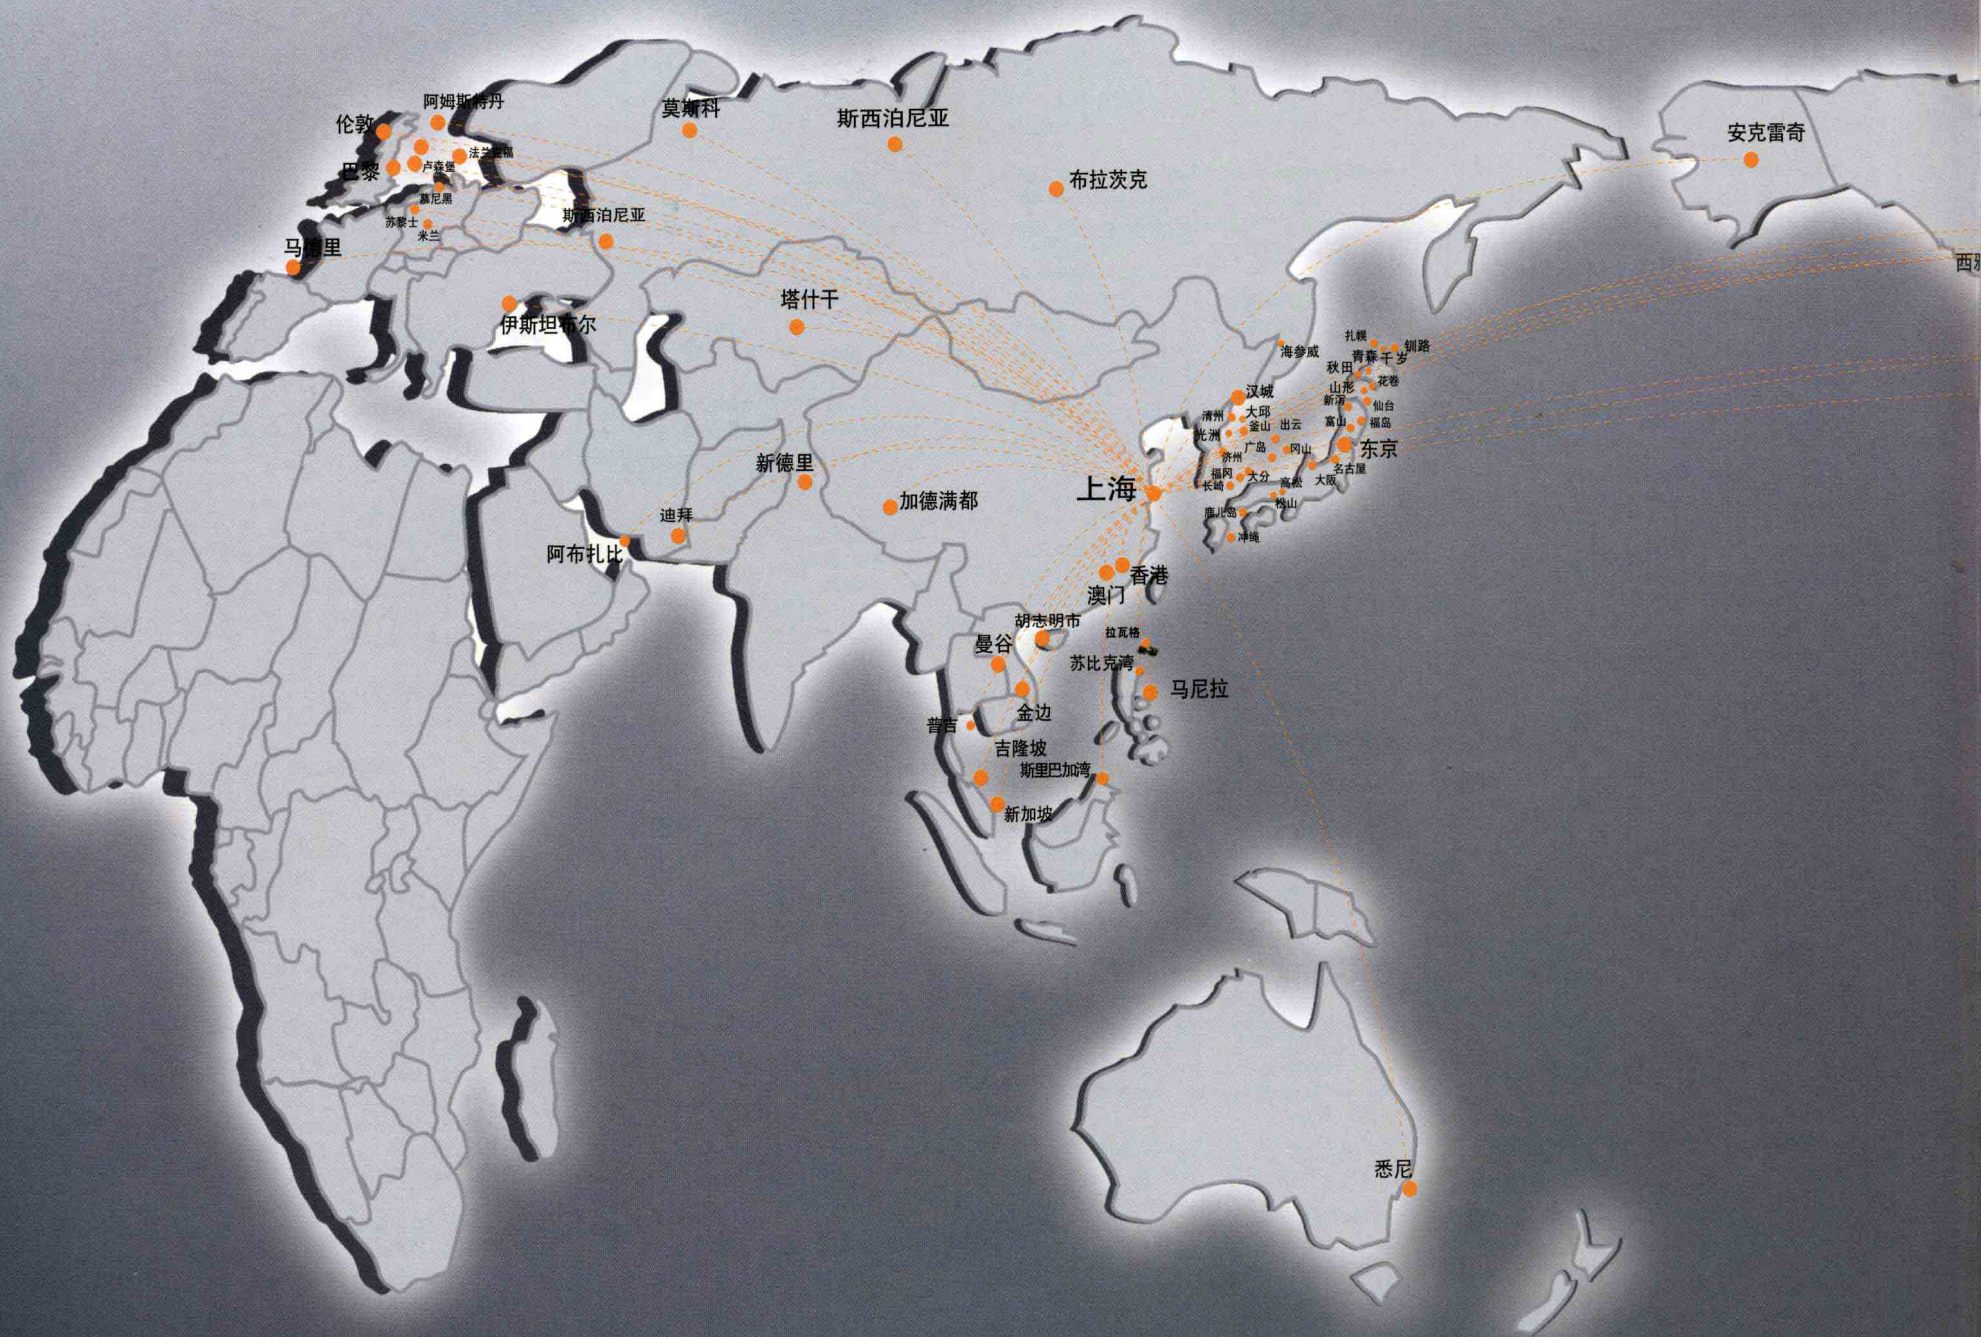 阿姆斯特丹
伦敦
法兰克福
巴黎
卢森堡
慕尼黑
苏黎士
米兰
马德里
莫斯科
斯西泊尼亚
布拉茨克
安克雷奇
斯西泊尼亚
伊斯坦布尔
塔什干
西雅
海参威
扎幌
钏路
青森
千岁
秋田
花卷
山形
新泻
仙台
富山
福岛
东京
名古屋
汉城
清州
大邱
釜山
出云
光洲
广岛
冈山
济州
福冈
大分
大阪
长崎
高松
松山
鹿儿岛
冲绳
新德里
加德满都
上海
迪拜
阿布扎比
香港
澳门
胡志明市
拉瓦格
曼谷
苏比克湾
马尼拉
金边
普吉
吉隆坡
斯里巴加湾
新加坡
悉尼